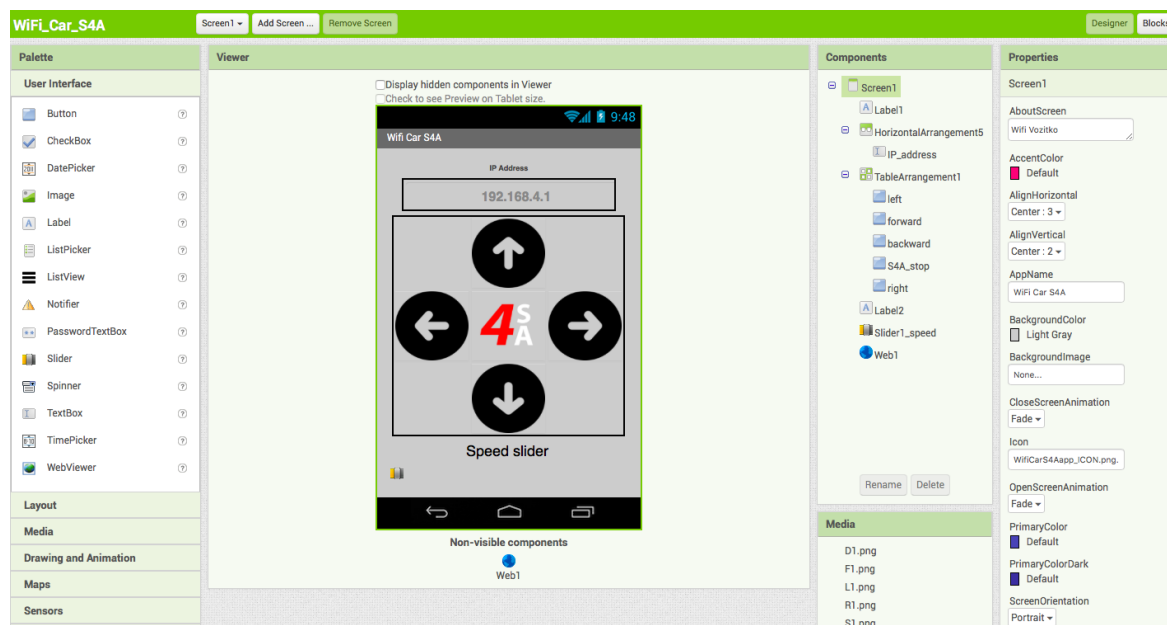 WiFi_Car_S4A
Screen1
Add Screen ...
Remove Screen
Designer
Blocks
Palette
User Interface
Button
CheckBox
DatePicker
Image
Label
ListPicker
ListView
Notifier
PasswordTextBox
Slider
Spinner
TextBox
TimePicker
WebViewer
Layout
Media
Drawing and Animation
Maps
Sensors
Viewer
Display hidden components in Viewer
Check to see Preview on Tablet size.
9:48
Wifi Car S4A
IP Address
192.168.4.1
4SA
Speed slider
Non-visible components
Web1
Components
Screen1
Label1
HorizontalArrangement5
IP_address
TableArrangement1
left
forward
backward
S4A_stop
right
Label2
Slider1_speed
Web1
Rename
Delete
Media
D1.png
F1.png
L1.png
R1.png
S1.png
Properties
Screen1
AboutScreen
Wifi Vozitko
AccentColor
Default
AlignHorizontal
Center : 3
AlignVertical
Center : 2
AppName
WiFi Car S4A
BackgroundColor
Light Gray
BackgroundImage
None...
CloseScreenAnimation
Fade
Icon
WifiCarS4Aapp_ICON.png.
OpenScreenAnimation
Fade
PrimaryColor
Default
PrimaryColorDark
Default
ScreenOrientation
Portrait